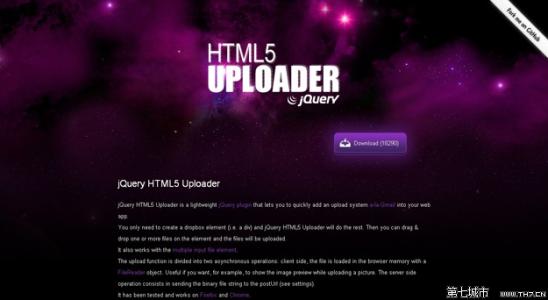 Fork me on GitHub
HTML5
UPLOADER
jQuery
Download (10290)
jQuery HTML5 Uploader
jQuery HTML5 Uploader is a lightweight jQuery plugin that lets you to quickly add an upload system a-la-Gmail into your web
app.
You only need to create a dropbox element (i.e. a div) and jQuery HTML5 Uploader will do the rest. Then you can drag &
drop one or more files on the element and the files will be uploaded.
It also works with the multiple input file element.
The upload function is divided into two asynchronous operations: client side, the file is loaded in the browser memory with a
FileReader object. Useful if you want, for example, to show the image preview while uploading a picture. The server side
operation consists in sending the binary file string to the postUrl (see settings).
It has been tested and works on Firefox and Chrome.
第七城市
WWW.TH7.CN